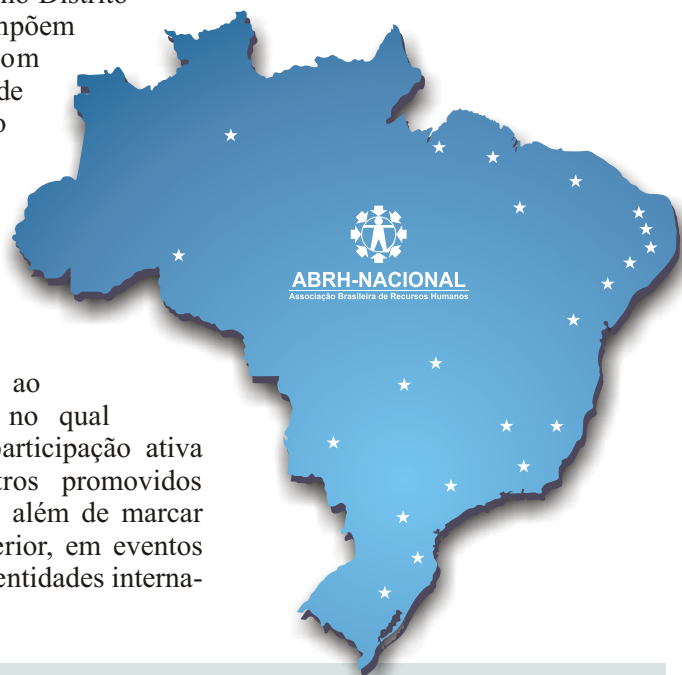 no Distrito
mpõem
om
de
o
ABRH-NACIONAL
Associação Brasileira de Recursos Humanos
ao
no qual
participação ativa
tros promovidos
além de marcar
erior, em eventos
entidades interna-